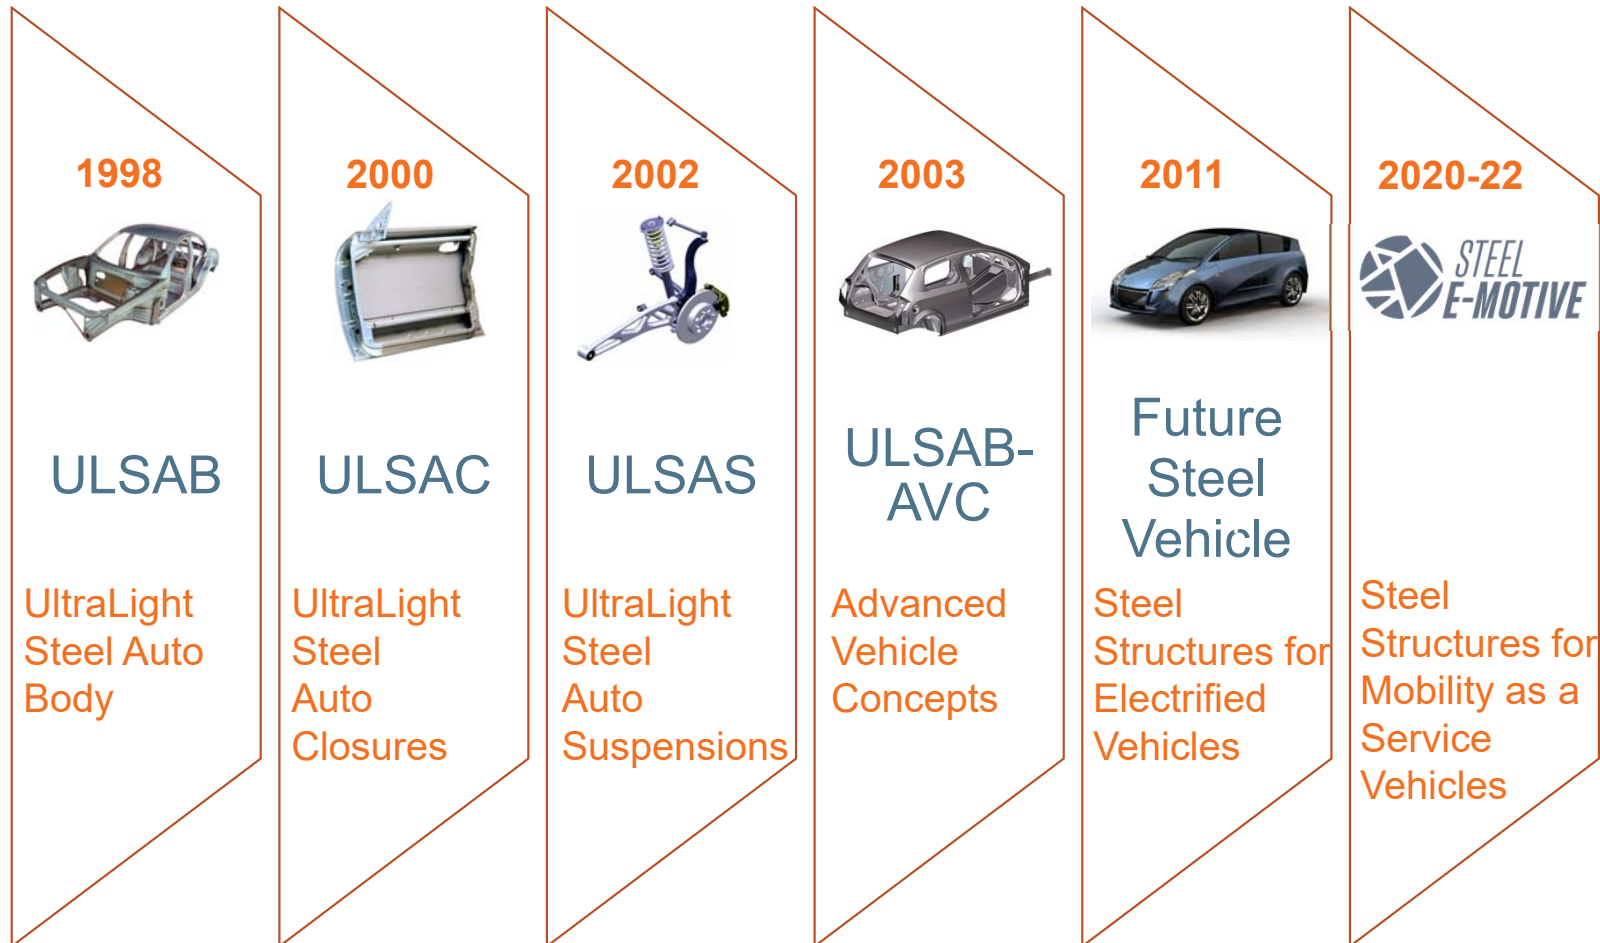 1998
ULSAB
UltraLight
Steel Auto
Body
2000
ULSAC
UltraLight
Steel
Auto
Closures
2002
ULSAS
UltraLight
Steel
Auto
Suspensions
2003
ULSAB-
AVC
Advanced
Vehicle
Concepts
2011
Future
Steel
Vehicle
Steel
Structures for
Electrified
Vehicles
2020-22
STEEL
E-MOTIVE
Steel
Structures for
Mobility as a
Service
Vehicles